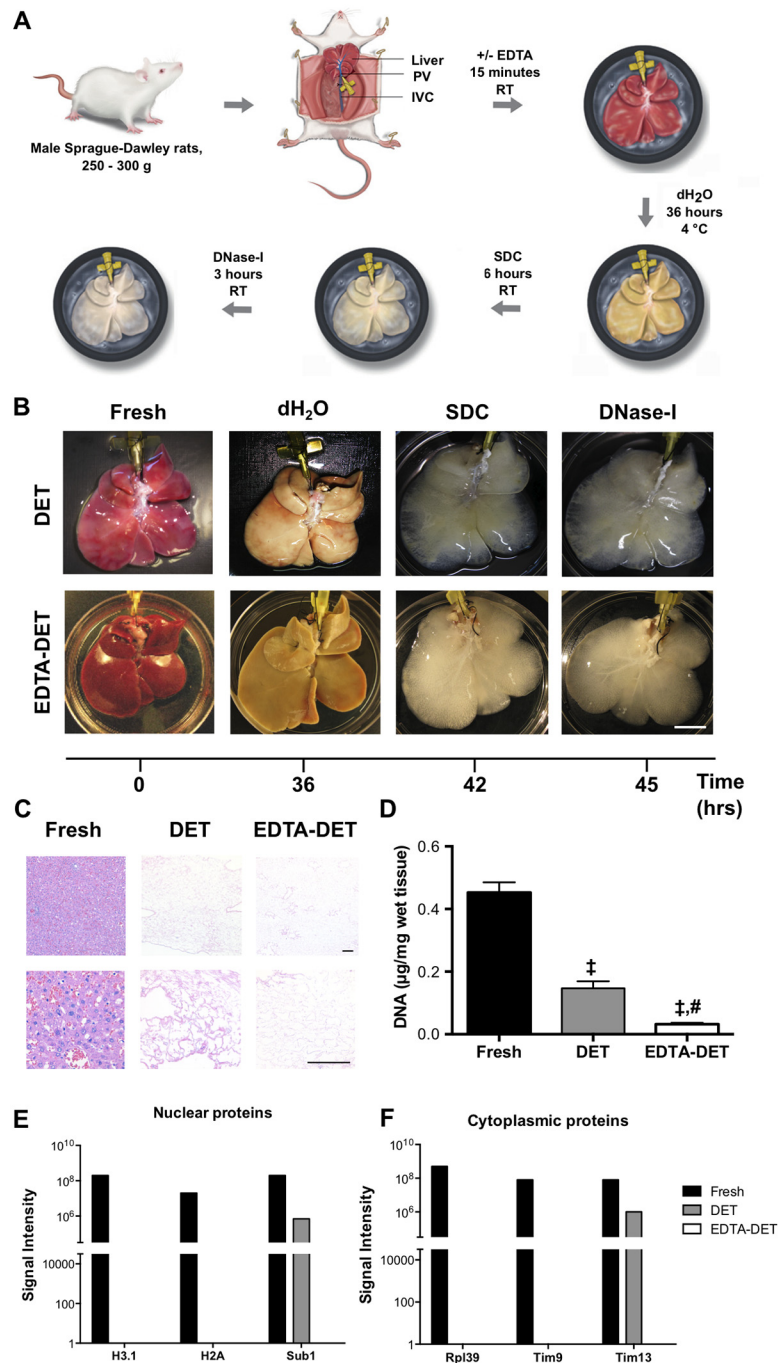 A
Male Sprague-Dawley rats,
250 - 300 g
Liver
PV
IVC
+/- EDTA
15 minutes
RT
dH2O
36 hours
4 °C
SDC
6 hours
RT
DNase-I
3 hours
RT
B
Fresh
dH2O
SDC
DNase-I
DET
EDTA-DET
0
36
42
45
Time
(hrs)
C
Fresh
DET
EDTA-DET
D
DNA (µg/mg wet tissue)
0.6
0.4
0.2
0.0
‡
‡,#
Fresh
DET
EDTA-DET
E
Nuclear proteins
Signal Intensity
10^10
10^8
10^6
10000
100
1
H3.1
H2A
Sub1
F
Cytoplasmic proteins
Signal Intensity
10^10
10^8
10^6
10000
100
1
Rpl39
Tim9
Tim13
Fresh
DET
EDTA-DET